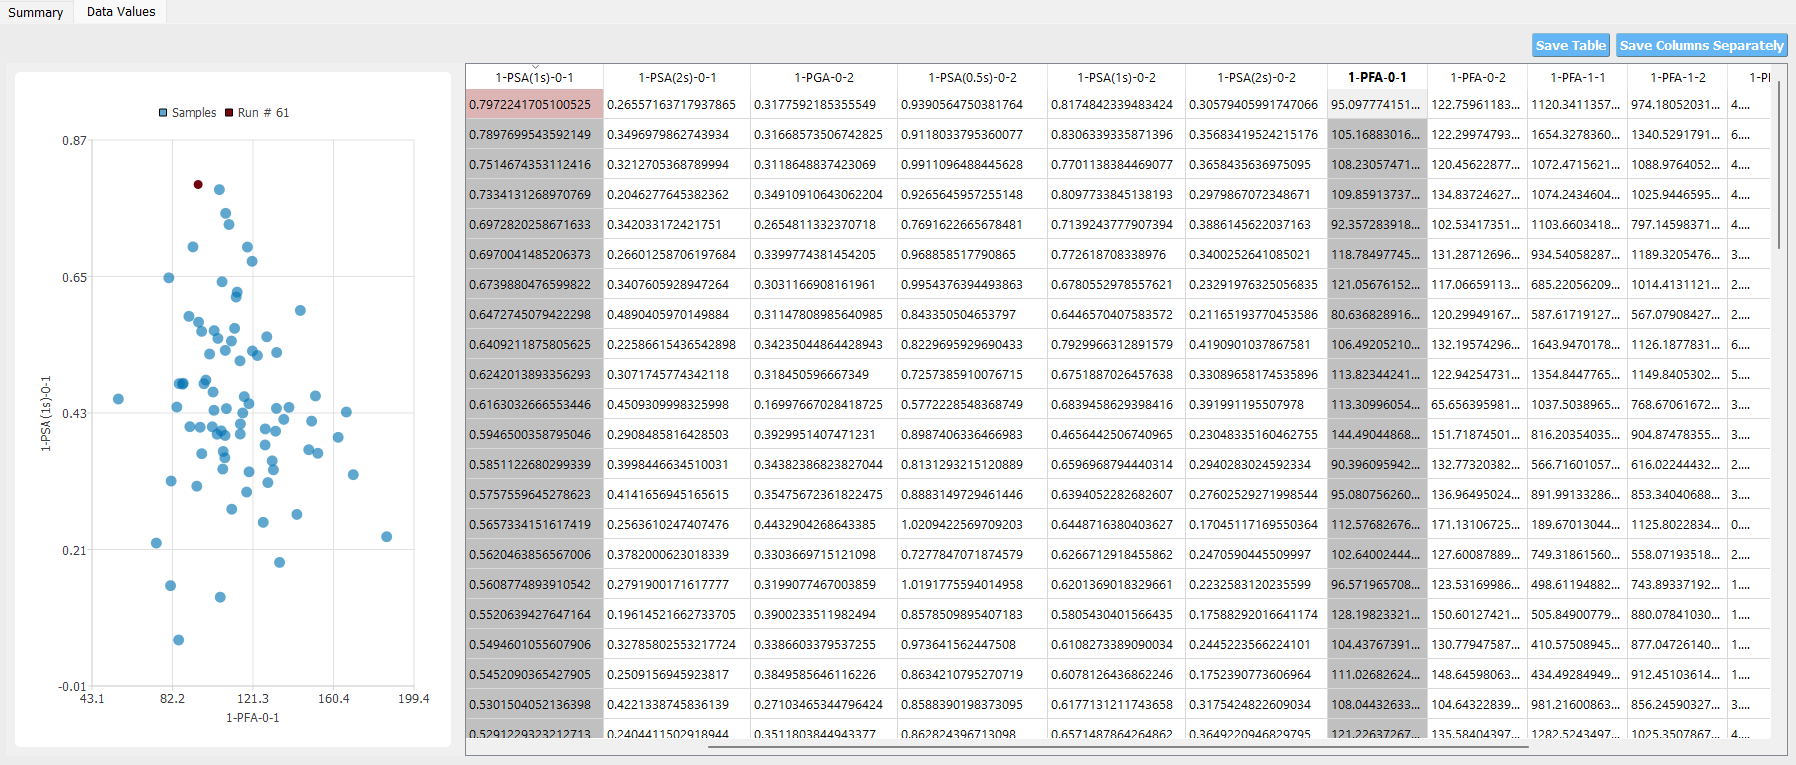 Summary Data Values
Save Table Save Columns Separately
Samples Run # 61
0.87
0.65
0.43
0.21
-0.01
43.1 82.2 121.3 160.4 199.4
1-PFA-0-1
1-PSA(1s)-0-1
1-PSA(1s)-0-1 1-PSA(2s)-0-1 1-PGA-0-2 1-PSA(0.5s)-0-2 1-PSA(1s)-0-2 1-PSA(2s)-0-2 1-PFA-0-1 1-PFA-0-2 1-PFA-1-1 1-PFA-1-2 1-PI
0.7972241705100525 0.26557163717937865 0.3177592185355549 0.9390564750381764 0.8174842339483424 0.30579405991747066 95.097774151... 122.75961183... 1120.3411357... 974.18052031... 4....
0.7897699543592149 0.3496979862743934 0.31668573506742825 0.9118033795360077 0.8306339335871396 0.35683419524215176 105.16883016... 122.29974793... 1654.3278360... 1340.5291791... 6....
0.7514674353112416 0.3212705368789994 0.3118648837423069 0.9911096488445628 0.7701138384469077 0.3658435636975095 108.23057471... 120.45622877... 1072.4715621... 1088.9764052... 4....
0.7334131268970769 0.2046277645382362 0.34910910643062204 0.9265645957255148 0.8097733845138193 0.2979867072348671 109.85913737... 134.83724627... 1074.2434604... 1025.9446595... 4....
0.6972820258671633 0.342033172421751 0.2654811332370718 0.7691622665678481 0.7139243777907394 0.3886145622037163 92.357283918... 102.53417351... 1103.6603418... 797.14598371... 4....
0.6970041485206373 0.26601258706197684 0.3399774381454205 0.968858517790865 0.772618708338976 0.3400252641085021 118.78497745... 131.28712696... 934.54058287... 1189.3205476... 3....
0.6739880476599822 0.3407605928947264 0.3031166908161961 0.9954376394493863 0.6780552978557621 0.23291976325056835 121.05676152... 117.06659113... 685.22056209... 1014.4131121... 2....
0.6472745079422298 0.4890405970149884 0.31147808985640985 0.843350504653797 0.6446570407583572 0.21165193770453586 80.636828916... 120.29949167... 587.61719127... 567.07908427... 2....
0.6409211875805625 0.22586615436542898 0.34235044864428943 0.8229695929690433 0.7929966312891579 0.4190901037867581 106.49205210... 132.19574296... 1643.9470178... 1126.1877831... 6....
0.6242013893356293 0.3071745774342118 0.318450596667349 0.7257385910076715 0.6751887026457638 0.33089658174535896 113.82344241... 122.94254731... 1354.8447765... 1149.8405302... 5....
0.6163032666553446 0.4509309998325998 0.16997667028418725 0.5772228548368749 0.6839458629398416 0.391991195507978 113.30996054... 65.656395981... 1037.5038965... 768.67061672... 3....
0.5946500358795046 0.2908485816428503 0.3929951407471231 0.8987406336466983 0.4656442506740965 0.23048335160462755 144.49044868... 151.71874501... 816.20354035... 904.87478355... 3....
0.5851122680299339 0.3998446634510031 0.34382386823827044 0.8131293215120889 0.6596968794440314 0.2940283024592334 90.396095942... 132.77320382... 566.71601057... 616.02244432... 2....
0.5757559645278623 0.4141656945165615 0.35475672361822475 0.8883149729461446 0.6394052282682607 0.27602529271998544 95.080756260... 136.96495024... 891.99133286... 853.34040688... 3....
0.5657334151617419 0.2563610247407476 0.4432904268643385 1.0209422569709203 0.6448716380403627 0.17045117169550364 112.57682676... 171.13106725... 189.67013044... 1125.8022834... 0....
0.5620463856567006 0.3782000623018339 0.3303669715121098 0.7277847071874579 0.6266712918455862 0.2470590445509997 102.64002444... 127.60087889... 749.31861560... 558.07193518... 2....
0.5608774893910542 0.2791900171617777 0.3199077467003859 1.0191775594014958 0.6201369018329661 0.2232583120235599 96.571965708... 123.53169986... 498.61194882... 743.89337192... 1....
0.5520639427647164 0.19614521662733705 0.3900233511982494 0.8578509895407183 0.5805430401566435 0.17588292016641174 128.19823321... 150.60127421... 505.84900779... 880.07841030... 1....
0.5494601055607906 0.32785802553217724 0.3386603379537255 0.973641562447508 0.6108273389090034 0.2445223566224101 104.43767391... 130.77947587... 410.57508945... 877.04726140... 1....
0.5452090365427905 0.2509156945923817 0.3849585646116226 0.8634210795270719 0.6078126436862246 0.1752390773606964 111.02682624... 148.64598063... 434.49284949... 912.45103614... 1....
0.5301504052136398 0.4221338745836139 0.27103465344796424 0.8588390198373095 0.6177131211743658 0.3175424822609034 108.04432633... 104.64322839... 981.21600863... 856.24590327... 3....
0.5291229323212713 0.2404411502918944 0.3511803844943377 0.862824396713098 0.6571487864264862 0.3649220946829795 121.22637267... 135.58404397... 1282.5243497... 1025.3507867... 4....